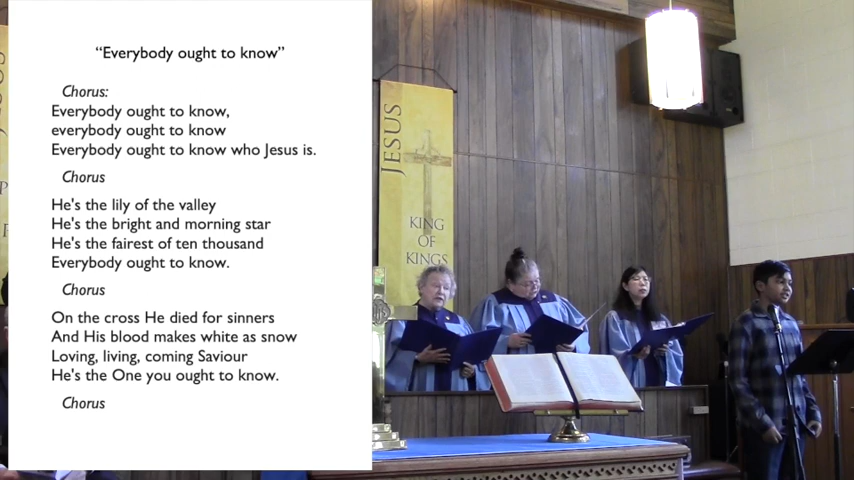 “Everybody ought to know”
Chorus:
Everybody ought to know,
everybody ought to know
Everybody ought to know who Jesus is.
Chorus
He's the lily of the valley
He's the bright and morning star
He's the fairest of ten thousand
Everybody ought to know.
Chorus
On the cross He died for sinners
And His blood makes white as snow
Loving, living, coming Saviour
He's the One you ought to know.
Chorus
JESUS
KING
OF
KINGS